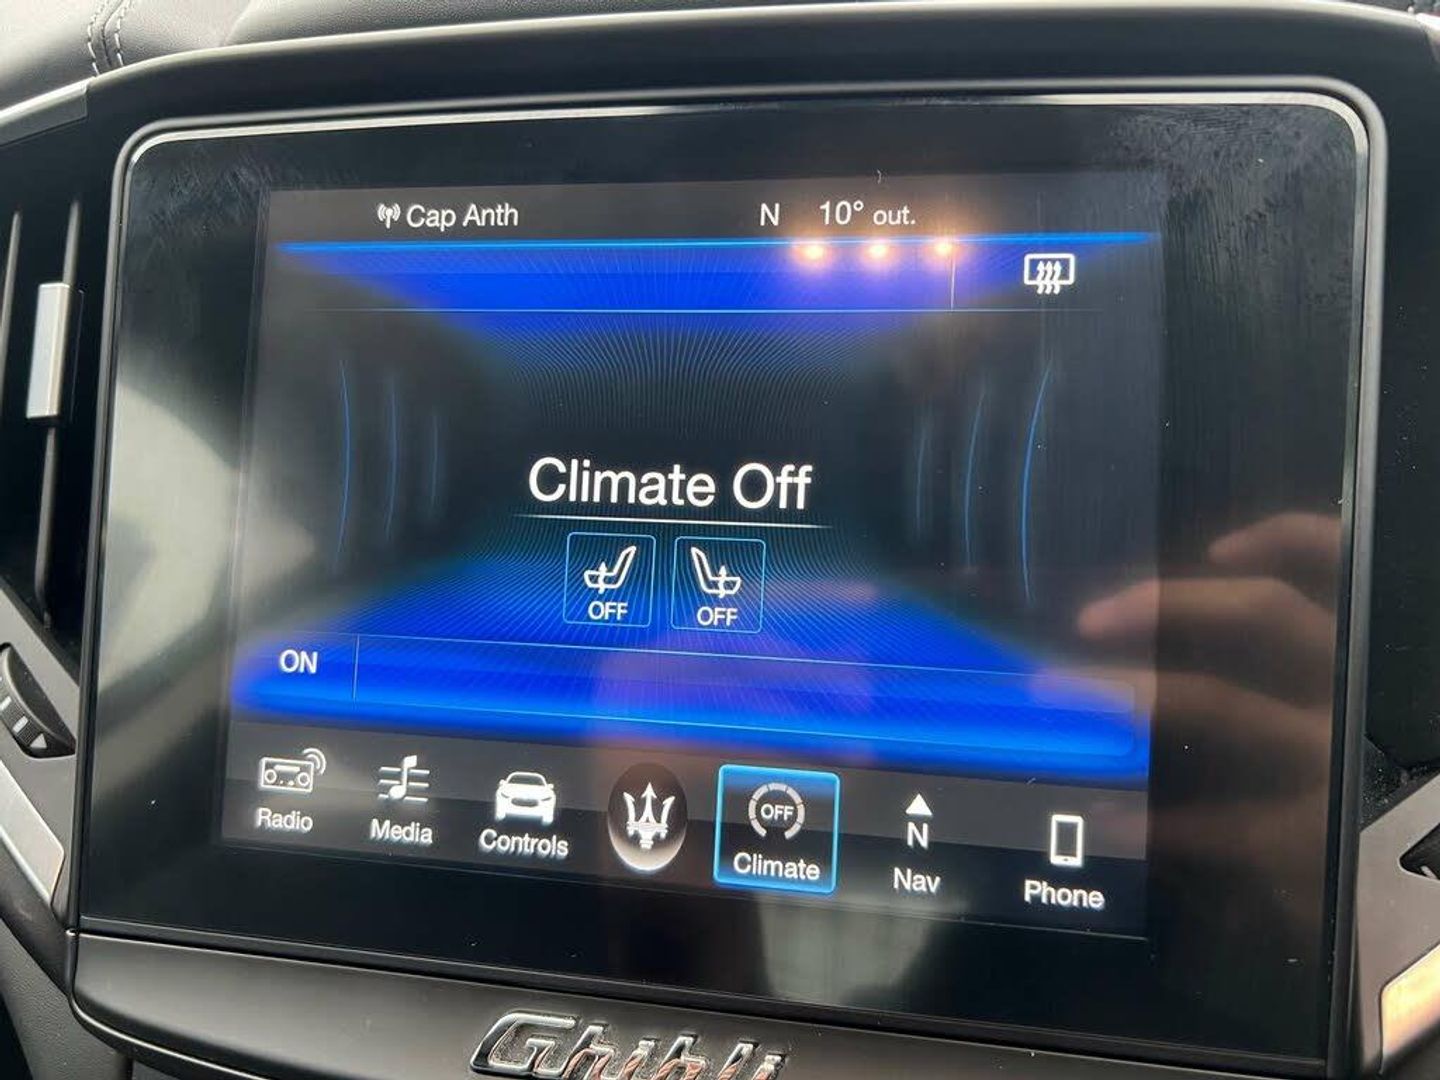 Cap Anth
N 10° out.
Climate Off
OFF OFF
ON
Radio
Media
Controls
OFF
Climate
N
Nav
Phone
Ghibli